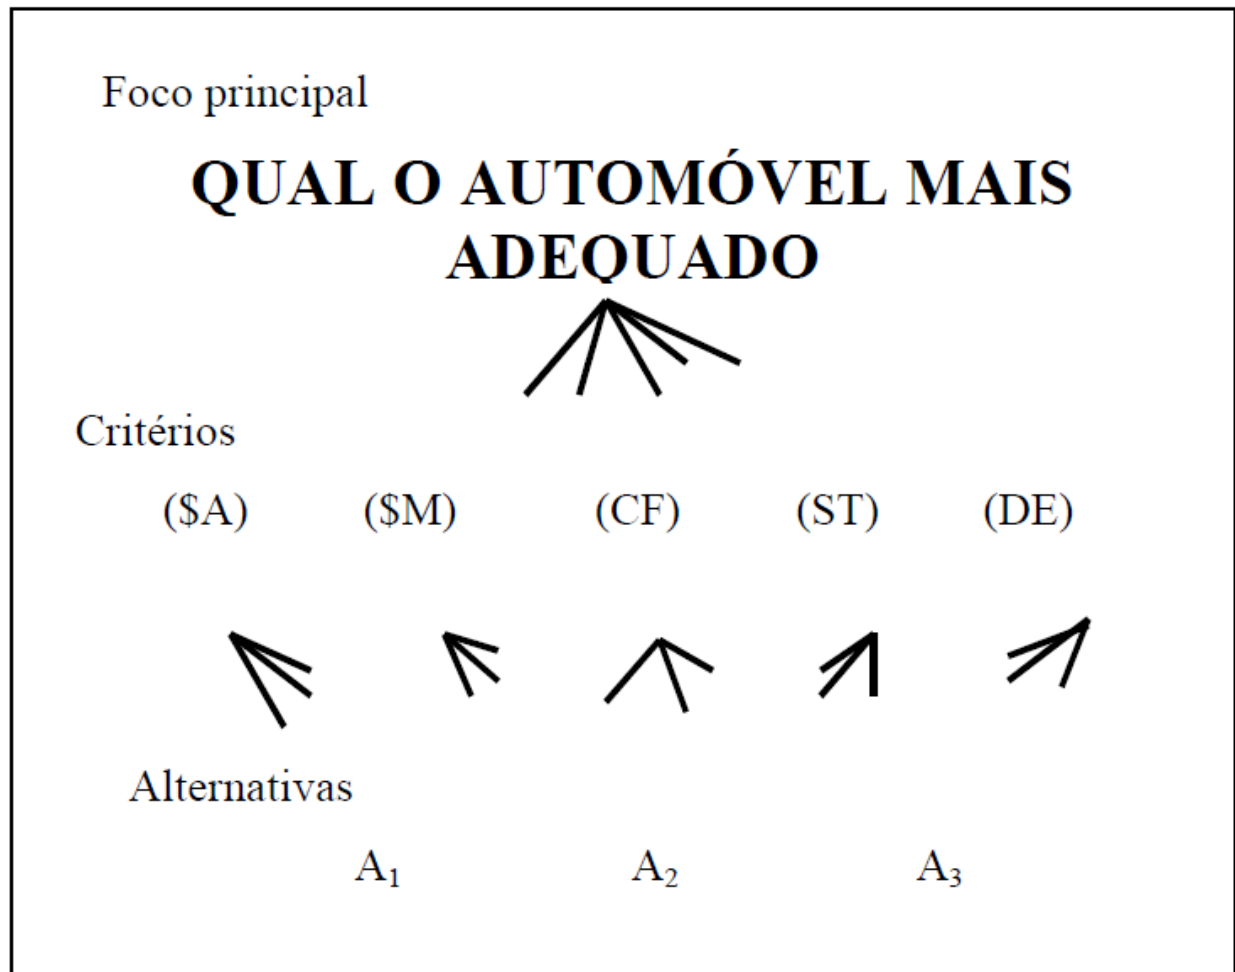 Foco principal
QUAL O AUTOMÓVEL MAIS
ADEQUADO
Critérios
($A) ($M) (CF) (ST) (DE)
Alternativas
A₁ A₂ A₃